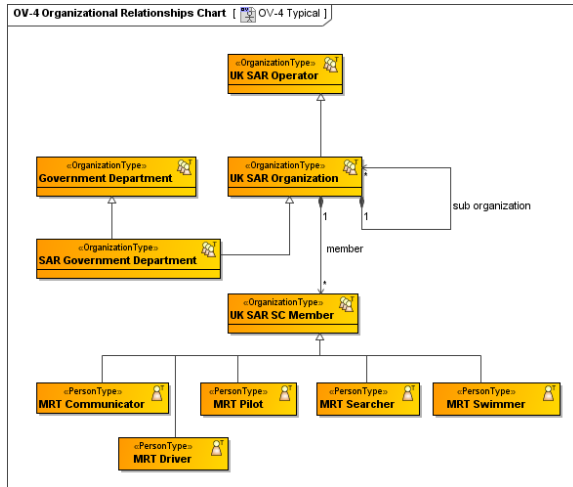 OV-4 Organizational Relationships Chart [ OV-4 Typical ]
«OrganizationType»
UK SAR Operator
«OrganizationType»
Government Department
«OrganizationType»
UK SAR Organization
*
1
1
sub organization
«OrganizationType»
SAR Government Department
member
*
«OrganizationType»
UK SAR SC Member
«PersonType»
MRT Communicator
«PersonType»
MRT Pilot
«PersonType»
MRT Searcher
«PersonType»
MRT Swimmer
«PersonType»
MRT Driver